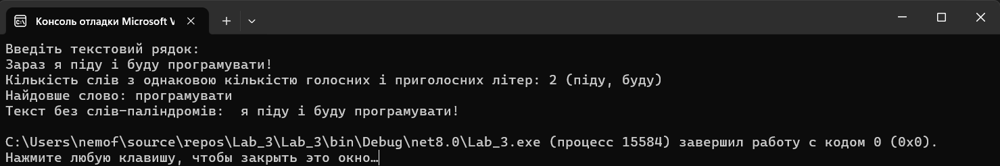 Консоль отладки Microsoft V
Введіть текстовий рядок:
Зараз я піду і буду програмувати!
Кількість слів з однаковою кількістю голосних і приголосних літер: 2 (піду, буду)
Найдовше слово: програмувати
Текст без слів-паліндромів:  я піду і буду програмувати!
C:\Users\nemof\source\repos\Lab_3\Lab_3\bin\Debug\net8.0\Lab_3.exe (процесс 15584) завершил работу с кодом 0 (0x0).
Нажмите любую клавишу, чтобы закрыть это окно…